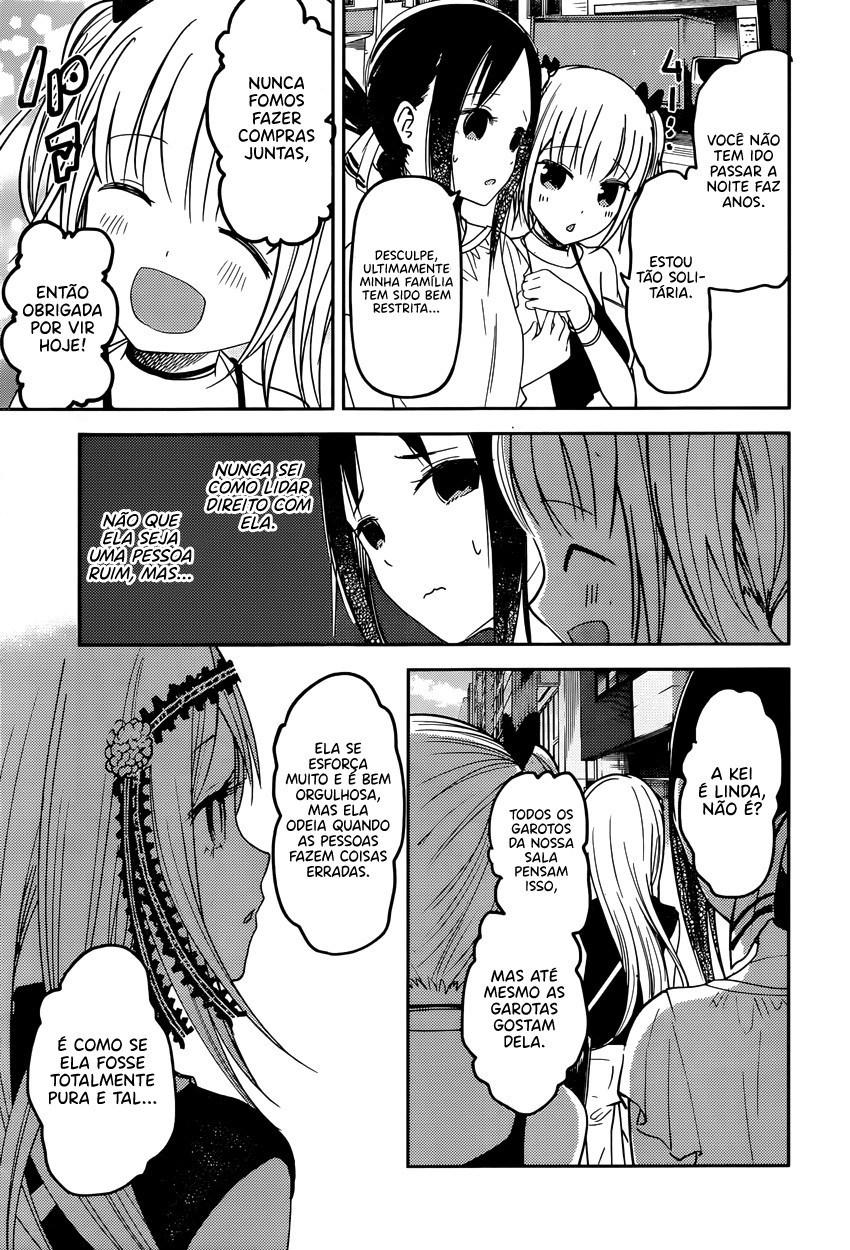 VOCÊ NÃO
TEM IDO
PASSAR A
NOITE FAZ
ANOS.
ESTOU
TÃO SOLI-
TÁRIA.
DESCULPE,
ULTIMAMENTE
MINHA FAMÍLIA
TEM SIDO BEM
RESTRITA...
NUNCA
FOMOS
FAZER
COMPRAS
JUNTAS,
ENTÃO
OBRIGADA
POR VIR
HOJE!
NUNCA SEI
COMO LIDAR
DIREITO COM
ELA.
NÃO QUE
ELA SEJA
UMA PESSOA
RUIM, MAS...
A KEI
É LINDA,
NÃO É?
TODOS OS
GAROTOS
DA NOSSA
SALA
PENSAM
ISSO,
MAS ATÉ
MESMO AS
GAROTAS
GOSTAM
DELA.
ELA SE
ESFORÇA
MUITO E É BEM
ORGULHOSA,
MAS ELA
ODEIA QUANDO
AS PESSOAS
FAZEM COISAS
ERRADAS.
É COMO SE
ELA FOSSE
TOTALMENTE
PURA E TAL...